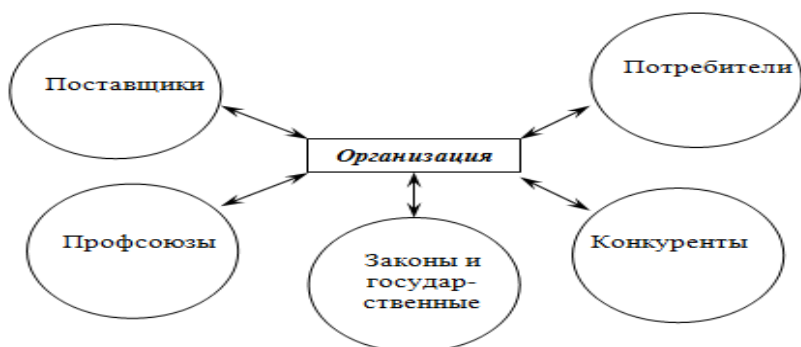 Поставщики
Потребители
Организация
Профсоюзы
Законы и
государ-
ственные
Конкуренты